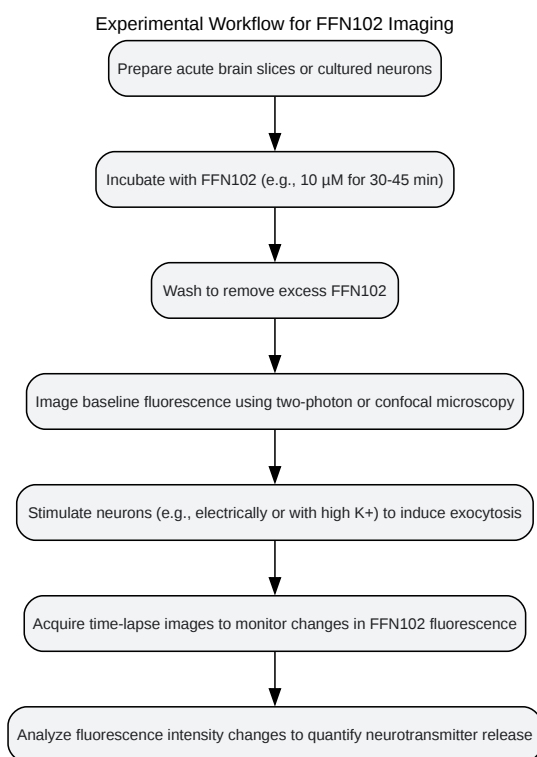 Experimental Workflow for FFN102 Imaging
Prepare acute brain slices or cultured neurons
Incubate with FFN102 (e.g., 10 µM for 30-45 min)
Wash to remove excess FFN102
Image baseline fluorescence using two-photon or confocal microscopy
Stimulate neurons (e.g., electrically or with high K+) to induce exocytosis
Acquire time-lapse images to monitor changes in FFN102 fluorescence
Analyze fluorescence intensity changes to quantify neurotransmitter release